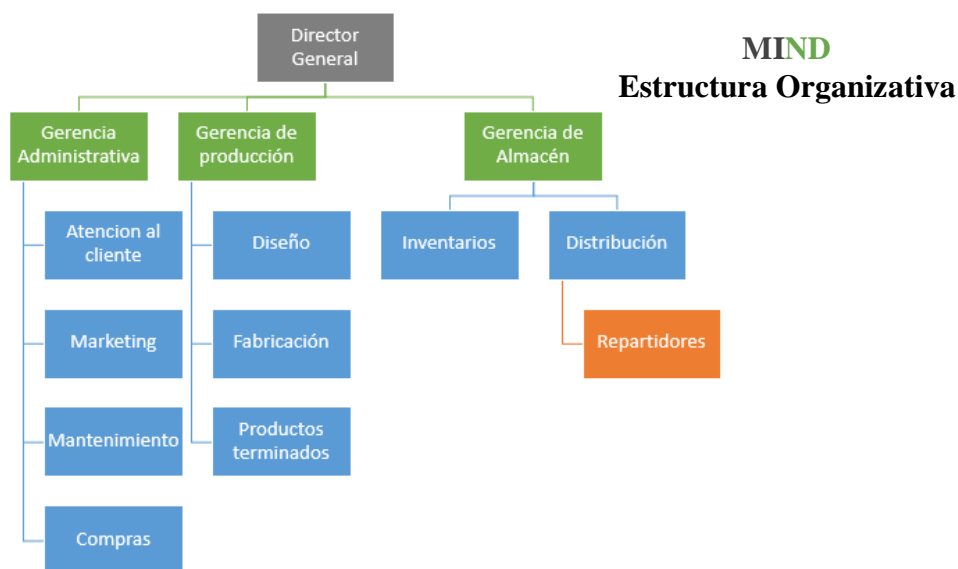 Director
General
MIND
Estructura Organizativa
Gerencia
Administrativa
Gerencia de
producción
Gerencia de
Almacén
Atencion al
cliente
Diseño
Inventarios
Distribución
Marketing
Fabricación
Repartidores
Mantenimiento
Productos
terminados
Compras